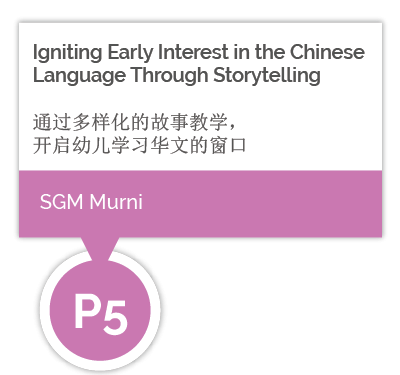 Igniting Early Interest in the Chinese
Language Through Storytelling
通过多样化的故事教学，
开启幼儿学习华文的窗口
SGM Murni
P5